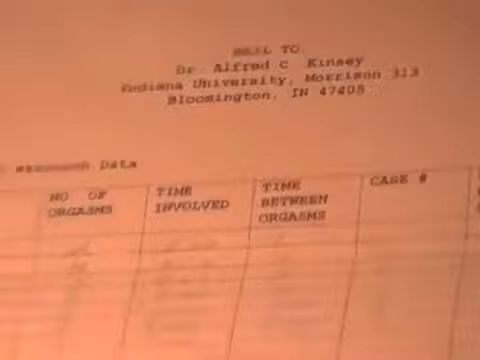 MAIL TO
Dr Alfred C Kinsey
Indiana University, Morrison 313
Bloomington, IN 47405
Data
NO OF ORGASMS
TIME INVOLVED
TIME BETWEEN ORGASMS
CASE #